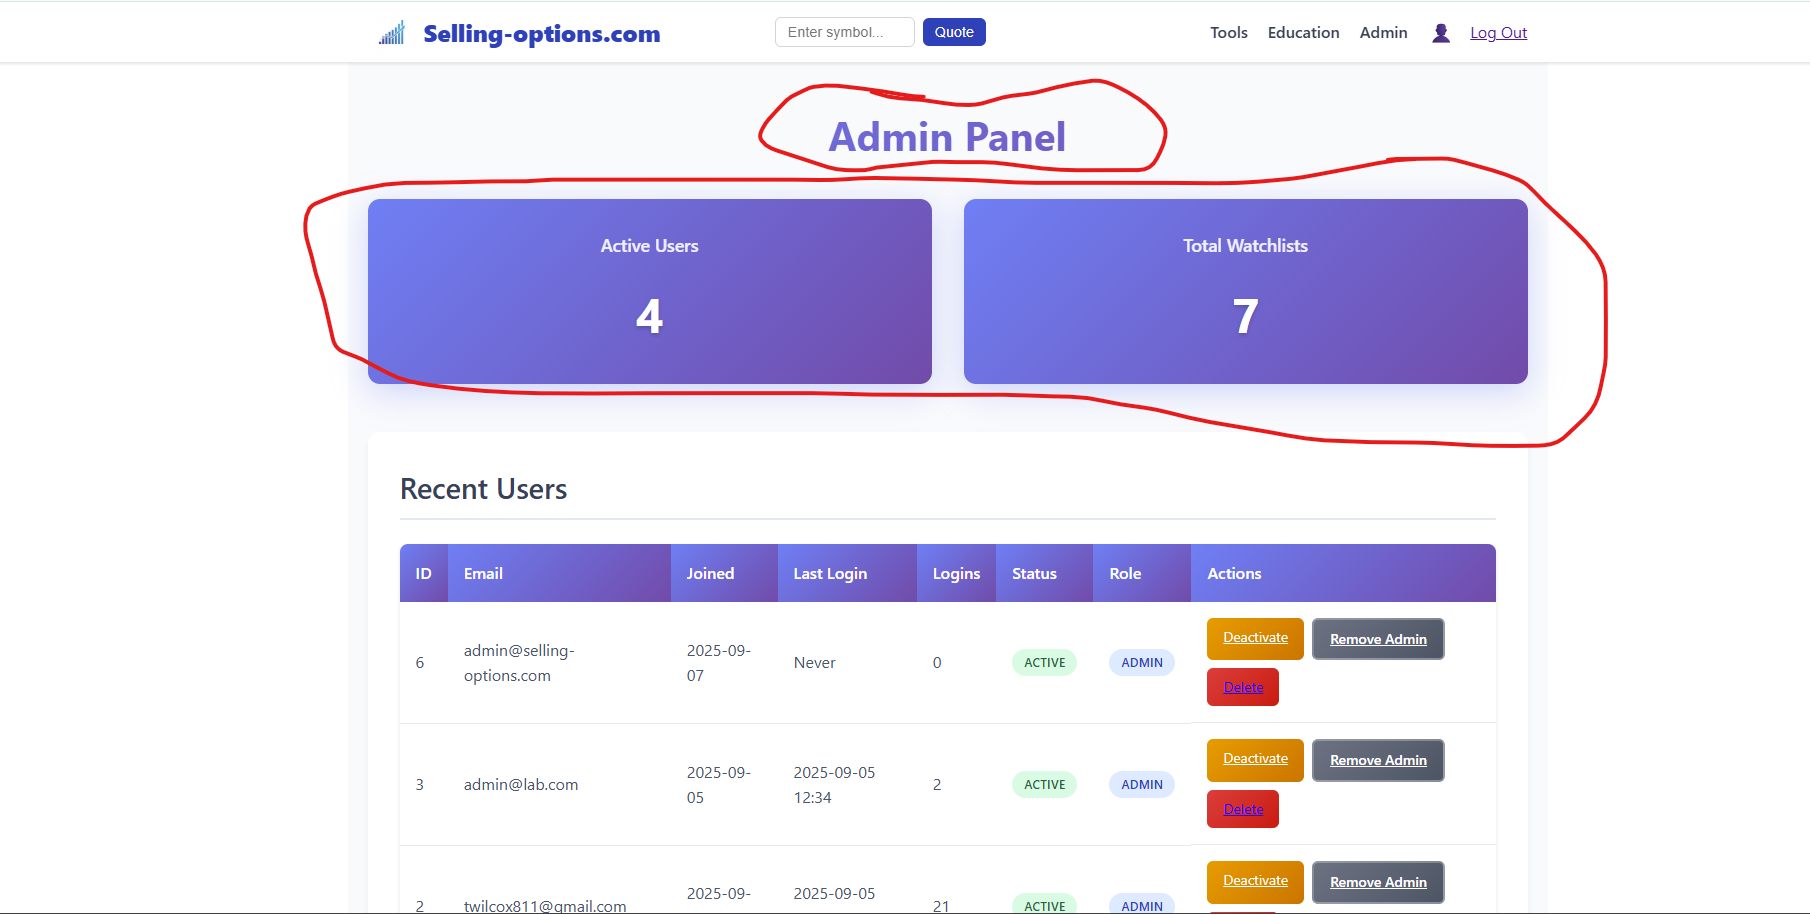 Selling-options.com
Enter symbol...
Quote
Tools
Education
Admin
Log Out
Admin Panel
Active Users
4
Total Watchlists
7
Recent Users
ID Email Joined Last Login Logins Status Role Actions
6
admin@selling-
options.com
2025-09-
07
Never
0
ACTIVE
ADMIN
Deactivate
Remove Admin
Delete
3
admin@lab.com
2025-09-
05
2025-09-05
12:34
2
ACTIVE
ADMIN
Deactivate
Remove Admin
Delete
2
twilcox811@gmail.com
2025-09-
2025-09-05
21
ACTIVE
ADMIN
Deactivate
Remove Admin